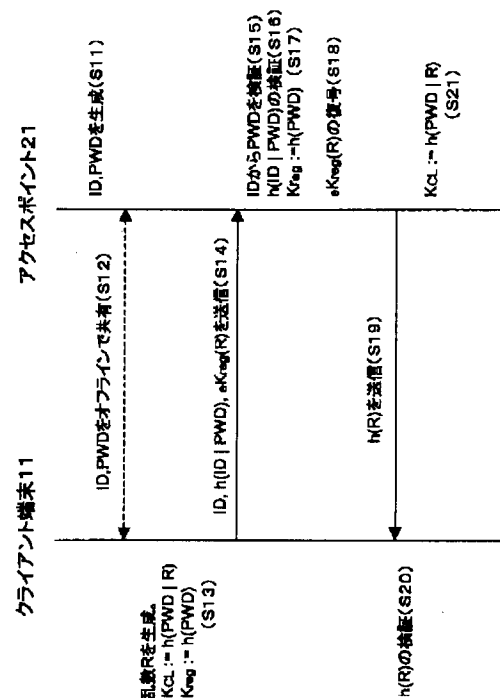 クライアント端末11
アクセスポイント21
ID,PWDを生成(S11)
ID,PWDをオフラインで共有(S12)
乱数Rを生成。
KCL := h(PWD | R)
Kreg := h(PWD)
(S13)
ID, h(ID | PWD), eKreg(R)を送信(S14)
IDからPWDを検証(S15)
h(ID | PWD)の検証(S16)
Kreg :=h(PWD) (S17)
eKreg(R)の復号(S18)
h(R)を送信(S19)
h(R)の検証(S20)
KCL := h(PWD | R)
(S21)